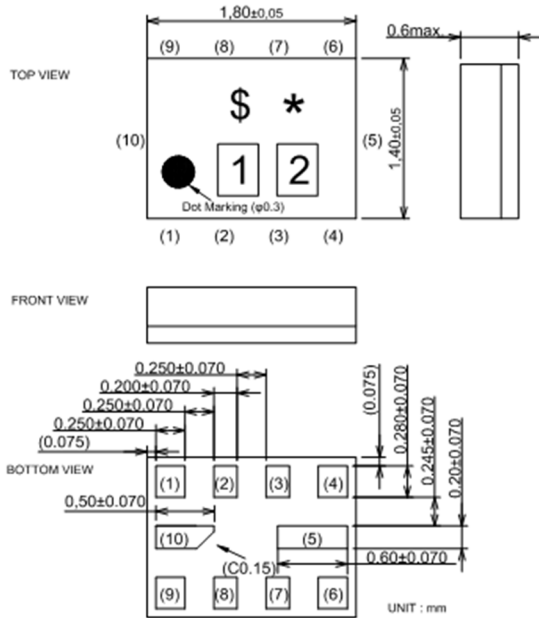 1,80±0,05
0.6max.
(9) (8) (7) (6)
TOP VIEW
$ *
(10) (5)
1,40±0,05
1 2
Dot Marking (φ0.3)
(1) (2) (3) (4)
FRONT VIEW
0.250±0.070
0.200±0.070
0.250±0.070
0.250±0.070
(0.075)
(0.075)
0.280±0.070
0.245±0.070
0.20±0.070
BOTTOM VIEW
(1) (2) (3) (4)
0,50±0.070
(10) (5)
(C0.15)
0.60±0.070
(9) (8) (7) (6)
UNIT : mm